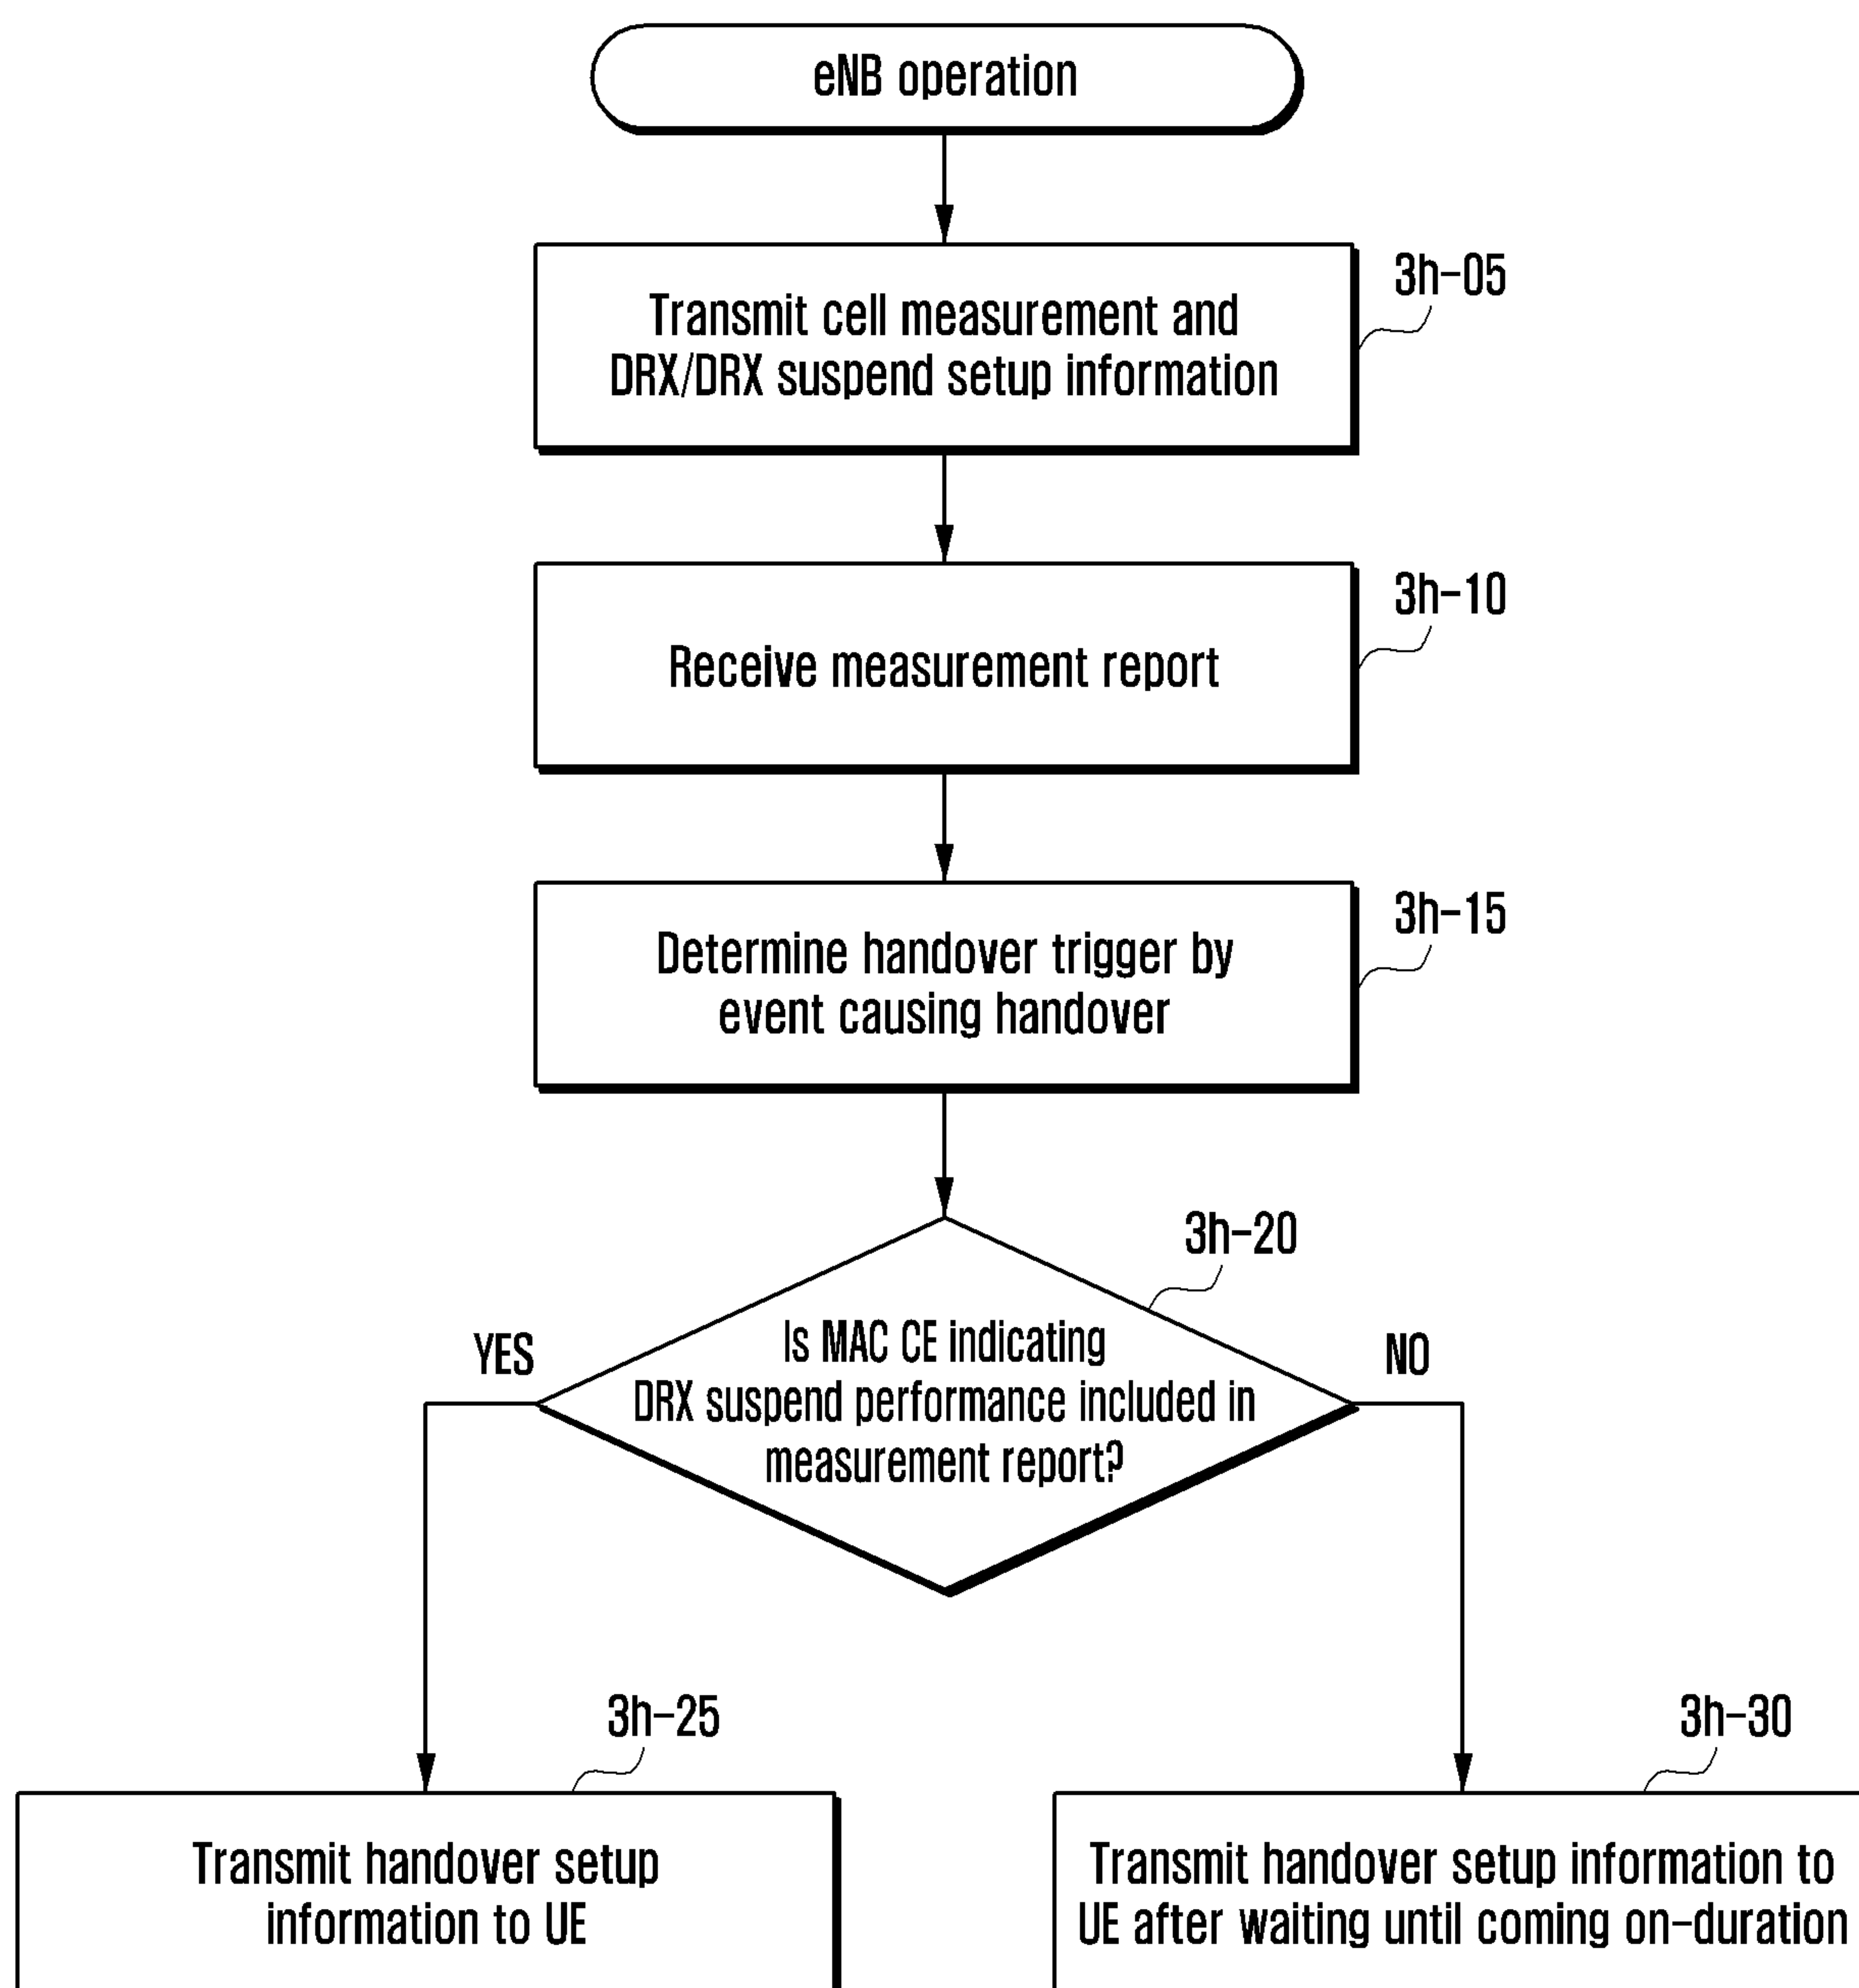 eNB operation
3h-05
Transmit cell measurement and
DRX/DRX suspend setup information
3h-10
Receive measurement report
3h-15
Determine handover trigger by
event causing handover
3h-20
YES
Is MAC CE indicating
DRX suspend performance included in
measurement report?
NO
3h-25
Transmit handover setup
information to UE
3h-30
Transmit handover setup information to
UE after waiting until coming on-duration